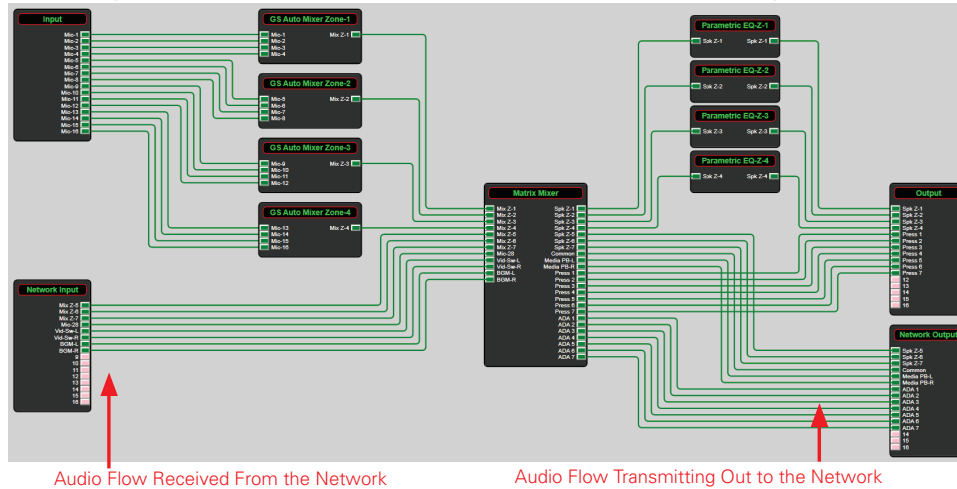 Input
Mic-1
Mic-2
Mic-3
Mic-4
Mic-5
Mic-6
Mic-7
Mic-8
Mic-9
Mic-10
Mic-11
Mic-12
Mic-13
Mic-14
Mic-15
Mic-16
GS Auto Mixer Zone-1
Mic-1 Mix Z-1
Mic-2
Mic-3
Mic-4
GS Auto Mixer Zone-2
Mic-5 Mix Z-2
Mic-6
Mic-7
Mic-8
GS Auto Mixer Zone-3
Mic-9 Mix Z-3
Mic-10
Mic-11
Mic-12
GS Auto Mixer Zone-4
Mic-13 Mix Z-4
Mic-14
Mic-15
Mic-16
Network Input
Mix Z-5
Mix Z-6
Mix Z-7
Mic-28
Vid-Sw-L
Vid-Sw-R
BGM-L
BGM-R
9
10
11
12
13
14
15
16
Matrix Mixer
Mix Z-1 Spk Z-1
Mix Z-2 Spk Z-2
Mix Z-3 Spk Z-3
Mix Z-4 Spk Z-4
Mix Z-5 Spk Z-5
Mix Z-6 Spk Z-6
Mix Z-7 Spk Z-7
Mic-28 Common
Vid-Sw-L Media PB-L
Vid-Sw-R Media PB-R
BGM-L Press 1
BGM-R Press 2
Press 3
Press 4
Press 5
Press 6
Press 7
ADA 1
ADA 2
ADA 3
ADA 4
ADA 5
ADA 6
ADA 7
Parametric EQ-Z-1
Spk Z-1 Spk Z-1
Parametric EQ-Z-2
Spk Z-2 Spk Z-2
Parametric EQ-Z-3
Spk Z-3 Spk Z-3
Parametric EQ-Z-4
Spk Z-4 Spk Z-4
Output
Spk Z-1
Spk Z-2
Spk Z-3
Spk Z-4
Press 1
Press 2
Press 3
Press 4
Press 5
Press 6
Press 7
12
13
14
15
16
Network Output
Spk Z-5
Spk Z-6
Spk Z-7
Common
Media PB-L
Media PB-R
ADA 1
ADA 2
ADA 3
ADA 4
ADA 5
ADA 6
ADA 7
14
15
16
Audio Flow Received From the Network
Audio Flow Transmitting Out to the Network